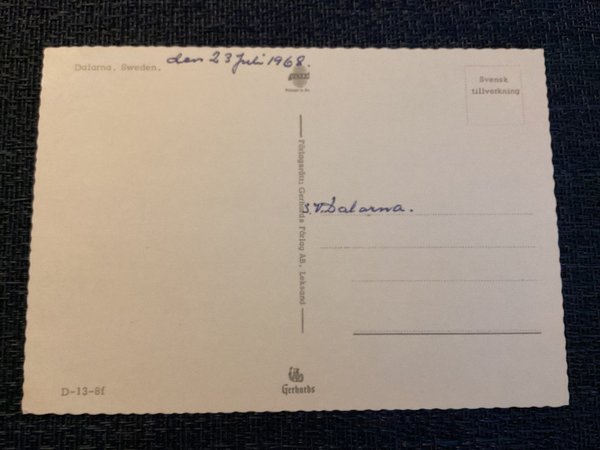 Dalarna, Sweden.
den 23 Juli 1968.
Svensk
tillverkning
Förlagsrätt: Gerhards Förlag AB, Leksand
S.V. Dalarna.
D-13-8f
Gerhards